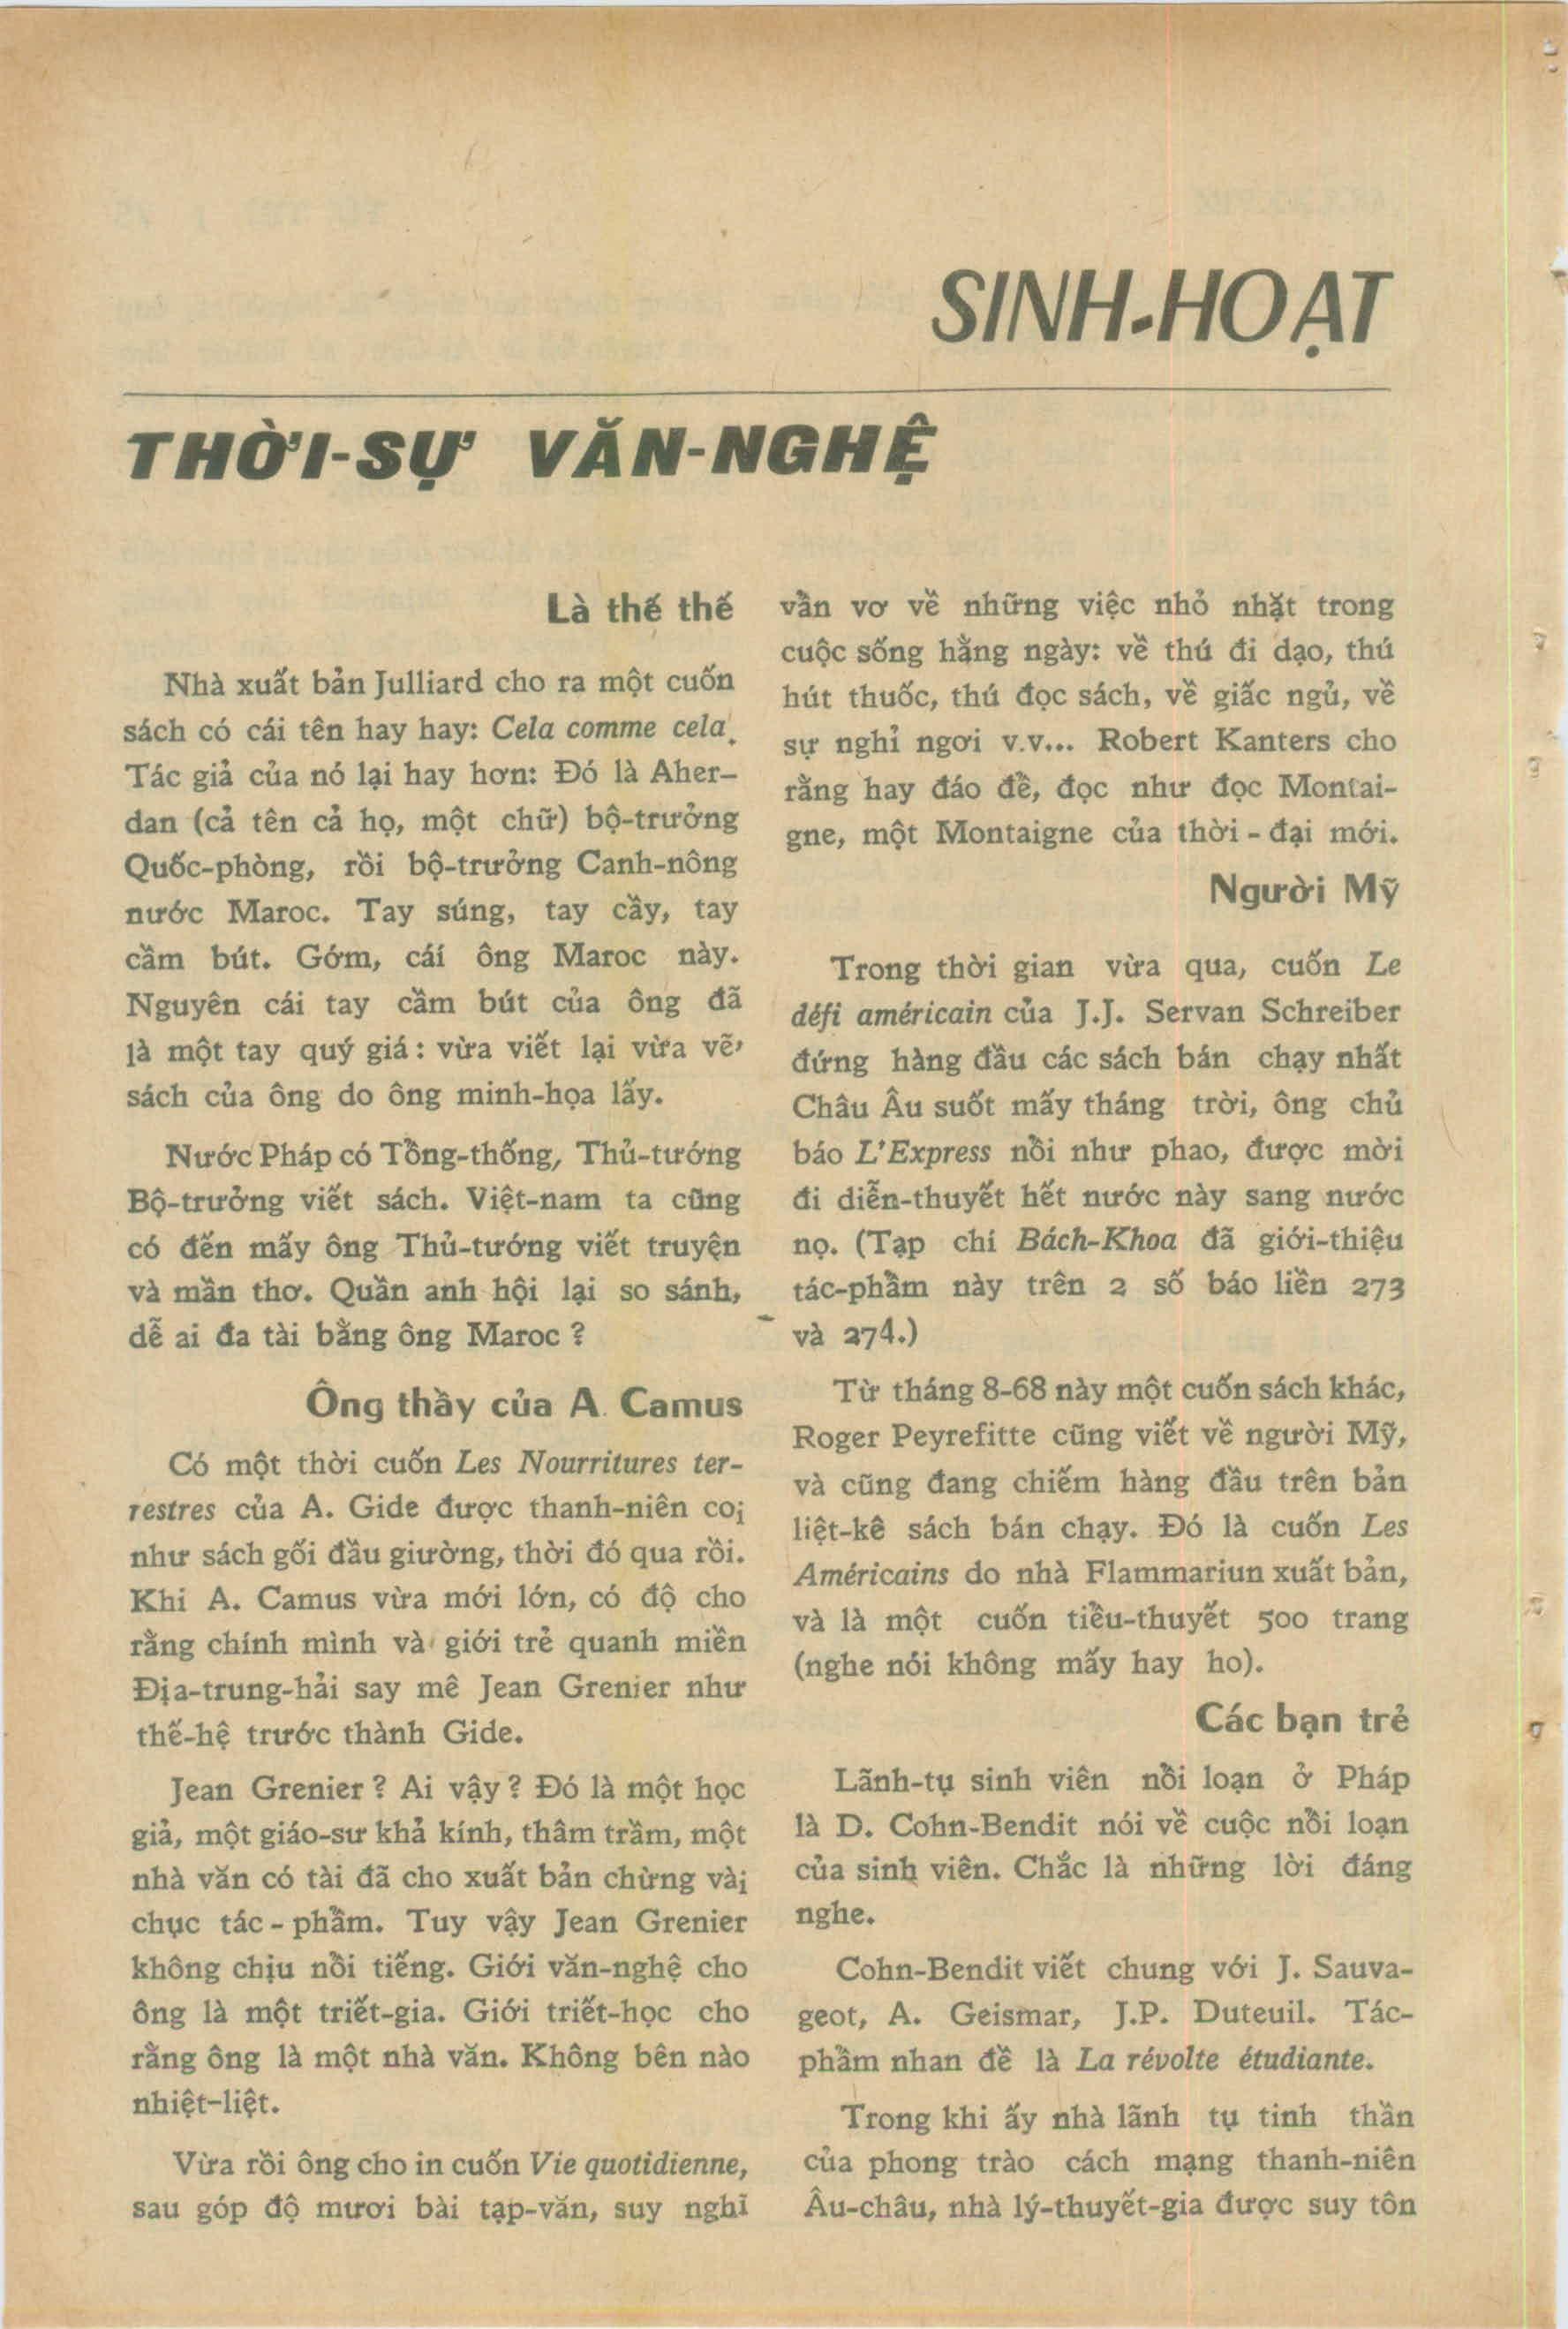 SINH-HOẠT
THỜI-SỰ VĂN-NGHỆ
Là thế thế
Nhà xuất bản Julliard cho ra một cuốn
sách có cái tên hay hay: Cela comme cela.
Tác giả của nó lại hay hơn: Đó là Aher-
dan (cả tên cả họ, một chữ) bộ-trưởng
Quốc-phòng, rồi bộ-trưởng Canh-nông
nước Maroc. Tay súng, tay cầy, tay
cầm bút. Gớm, cái ông Maroc này.
Nguyên cái tay cầm bút của ông đã
là một tay quý giá: vừa viết lại vừa vẽ,
sách của ông do ông minh-họa lấy.
Nước Pháp có Tổng-thống, Thủ-tướng
Bộ-trưởng viết sách. Việt-nam ta cũng
có đến mấy ông Thủ-tướng viết truyện
và mần thơ. Quần anh hội lại so sánh,
dễ ai đa tài bằng ông Maroc ?
Ông thầy của A. Camus
Có một thời cuốn Les Nourritures ter-
restres của A. Gide được thanh-niên coi
như sách gối đầu giường, thời đó qua rồi.
Khi A. Camus vừa mới lớn, có độ cho
rằng chính mình và giới trẻ quanh miền
Địa-trung-hải say mê Jean Grenier như
thế-hệ trước thành Gide.
Jean Grenier ? Ai vậy ? Đó là một học
giả, một giáo-sư khả kính, thâm trầm, một
nhà văn có tài đã cho xuất bản chừng vài
chục tác - phẩm. Tuy vậy Jean Grenier
không chịu nổi tiếng. Giới văn-nghệ cho
ông là một triết-gia. Giới triết-học cho
rằng ông là một nhà văn. Không bên nào
nhiệt-liệt.
Vừa rồi ông cho in cuốn Vie quotidienne,
sau góp độ mươi bài tạp-văn, suy nghĩ
vẩn vơ về những việc nhỏ nhặt trong
cuộc sống hằng ngày: về thú đi dạo, thú
hút thuốc, thú đọc sách, về giấc ngủ, về
sự nghỉ ngơi v.v... Robert Kanters cho
rằng hay đáo đề, đọc như đọc Montai-
gne, một Montaigne của thời - đại mới.
Người Mỹ
Trong thời gian vừa qua, cuốn Le
défi américain của J.J. Servan Schreiber
đứng hàng đầu các sách bán chạy nhất
Châu Âu suốt mấy tháng trời, ông chủ
báo L'Express nổi như phao, được mời
đi diễn-thuyết hết nước này sang nước
nọ. (Tạp chí Bách-Khoa đã giới-thiệu
tác-phẩm này trên 2 số báo liền 273
và 274.)
Từ tháng 8-68 này một cuốn sách khác,
Roger Peyrefitte cũng viết về người Mỹ,
và cũng đang chiếm hàng đầu trên bản
liệt-kê sách bán chạy. Đó là cuốn Les
Américains do nhà Flammariun xuất bản,
và là một cuốn tiểu-thuyết 500 trang
(nghe nói không mấy hay ho).
Các bạn trẻ
Lãnh-tụ sinh viên nổi loạn ở Pháp
là D. Cohn-Bendit nói về cuộc nổi loạn
của sinh viên. Chắc là những lời đáng
nghe.
Cohn-Bendit viết chung với J. Sauva-
geot, A. Geismar, J.P. Duteuil. Tác-
phẩm nhan đề là La révolte étudiante.
Trong khi ấy nhà lãnh tụ tinh thần
của phong trào cách mạng thanh-niên
Âu-châu, nhà lý-thuyết-gia được suy tôn